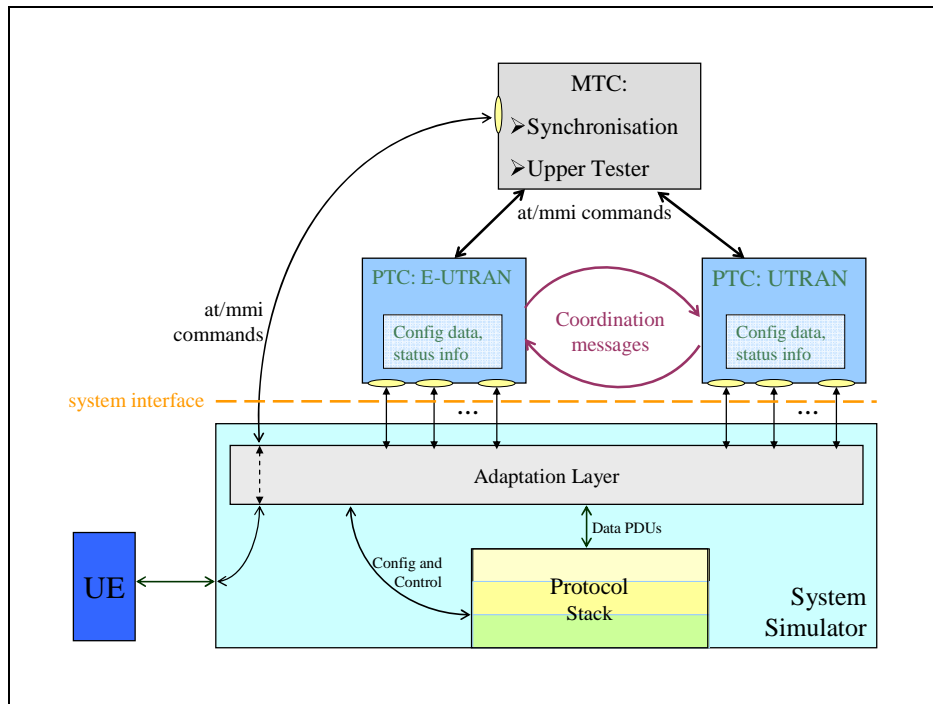 MTC:
➢Synchronisation
➢Upper Tester
at/mmi commands
PTC: E-UTRAN
PTC: UTRAN
at/mmi
commands
Config data,
status info
Coordination
messages
Config data,
status info
system interface
...
...
Adaptation Layer
Data PDUs
Config and
Control
UE
Protocol
Stack
System
Simulator